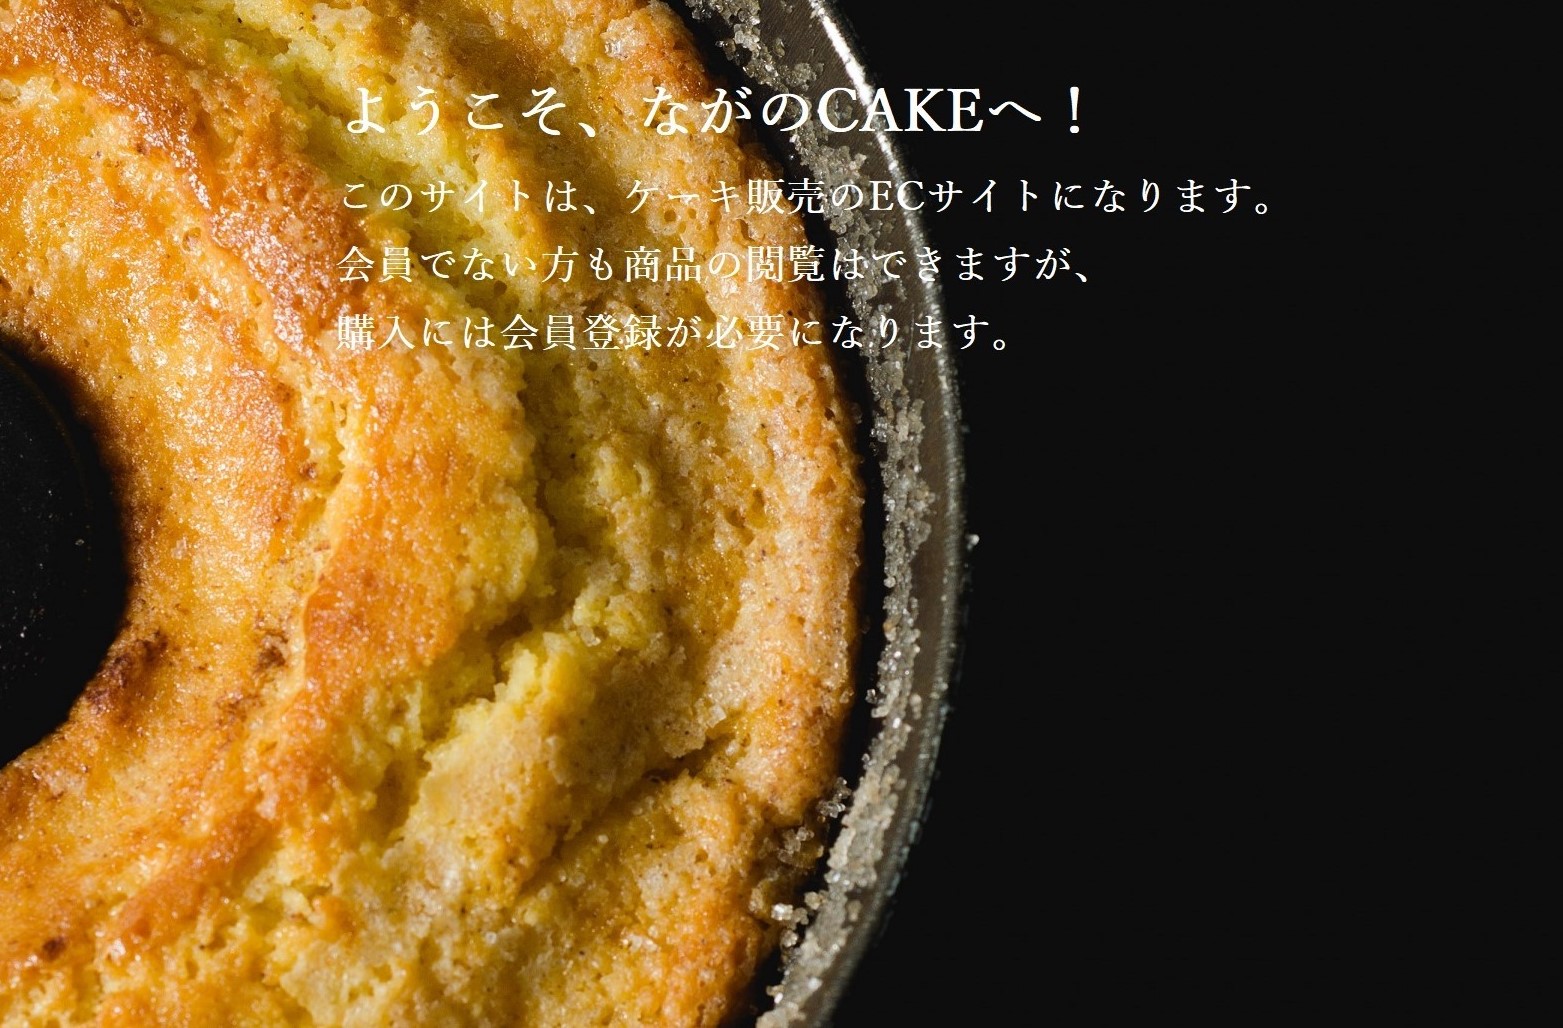 ようこそ、ながのCAKEへ！
このサイトは、ケーキ販売のECサイトになります。
会員でない方も商品の閲覧はできますが、
購入には会員登録が必要になります。